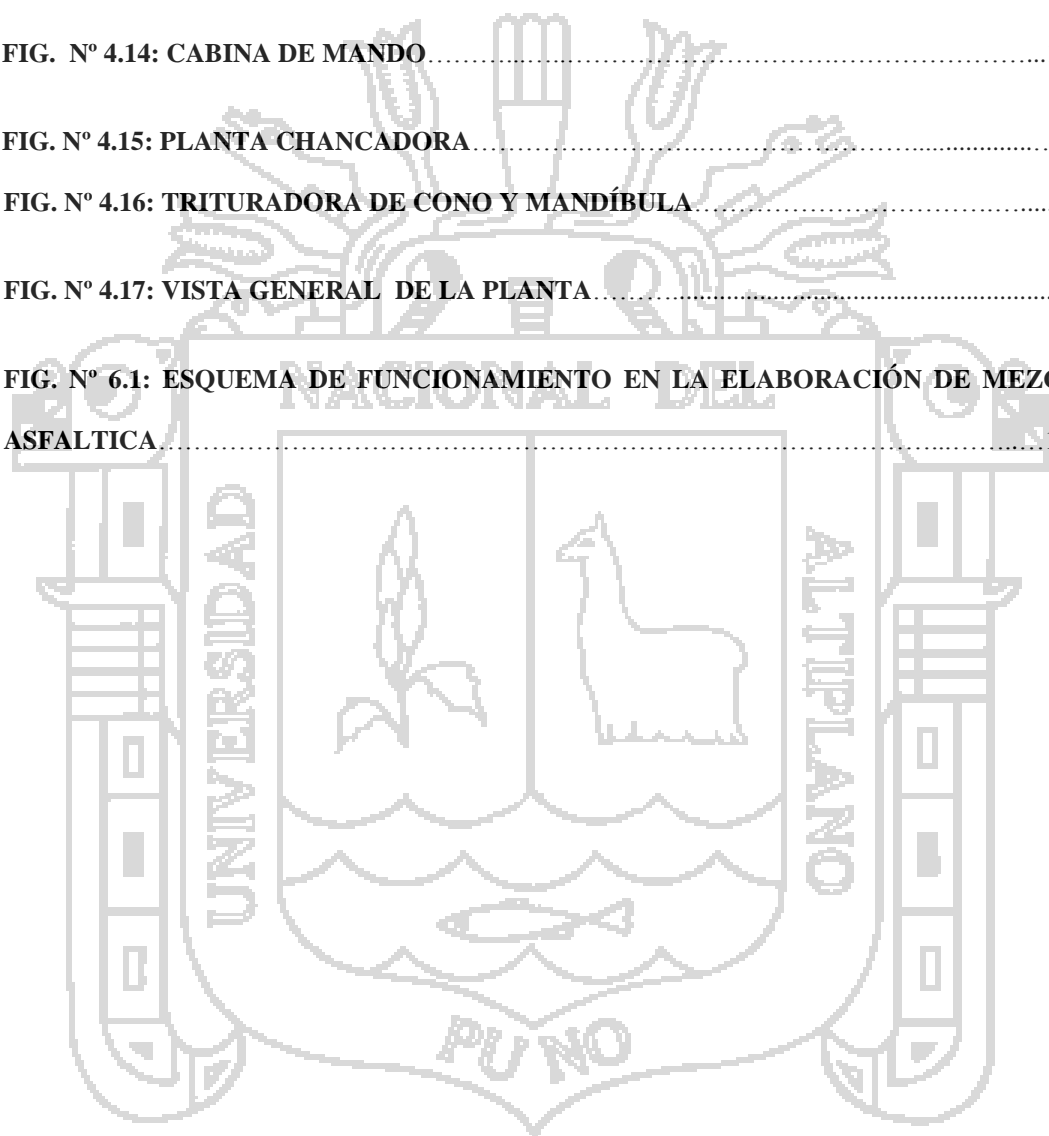 FIG. Nº 4.14: CABINA DE MANDO……….………………………………………………...
FIG. Nº 4.15: PLANTA CHANCADORA……………………………………................…
FIG. Nº 4.16: TRITURADORA DE CONO Y MANDÍBULA……………………………......
FIG. Nº 4.17: VISTA GENERAL DE LA PLANTA………...................................................
NACIONAL DEL
FIG. Nº 6.1: ESQUEMA DE FUNCIONAMIENTO EN LA ELABORACIÓN DE
ASFALTICA……………………………………………………………………………...…
UNIVERSIDAD
ALTIPLANO
PUNO